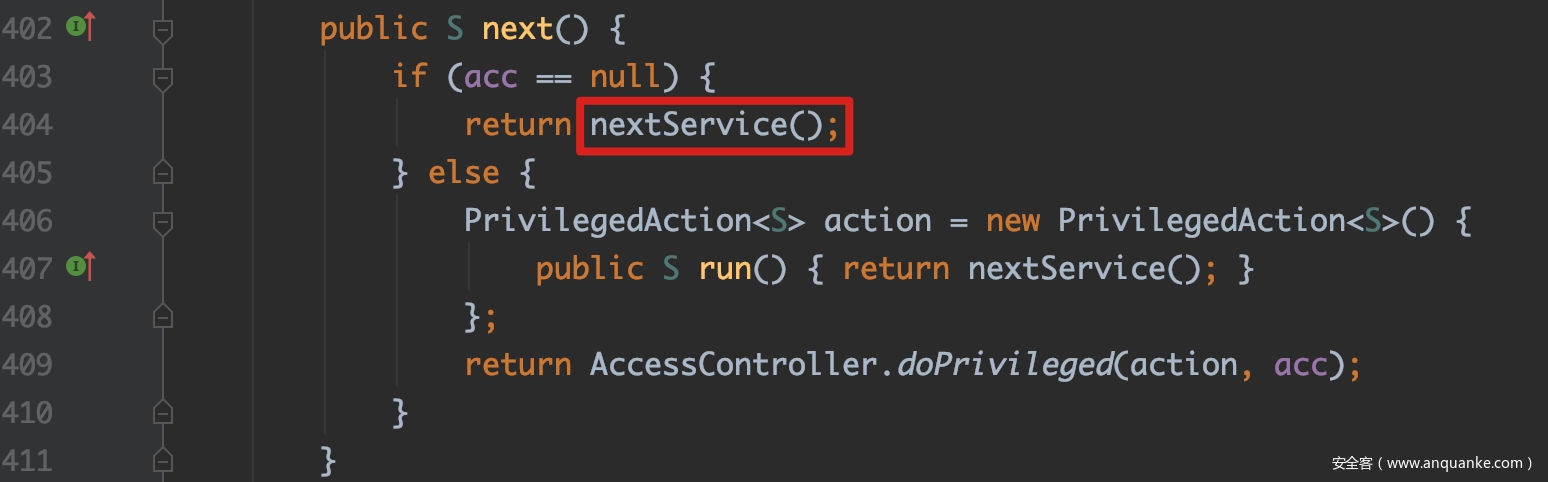 402 public S next() {
403 if (acc == null) {
404 return nextService();
405 } else {
406 PrivilegedAction<S> action = new PrivilegedAction<S>() {
407 public S run() { return nextService(); }
408 };
409 return AccessController.doPrivileged(action, acc);
410 }
411 }
安全客（www.anquanke.com）